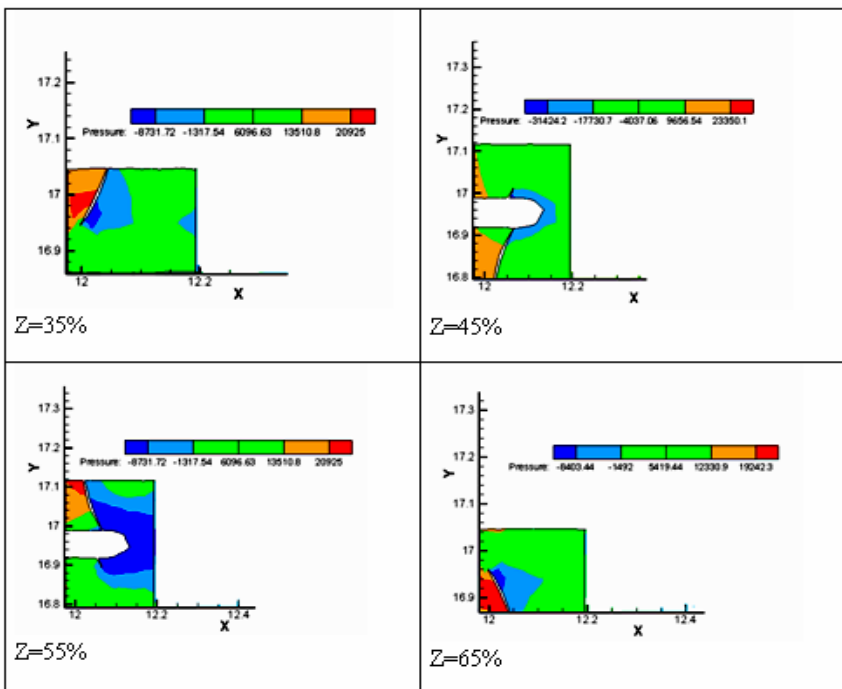 17.2
Y
Pressure: -8731.72 -1317.54 6096.63 13510.8 20925
17.1
17
16.9
12 12.2
X
Z=35%
17.3
17.2
Y
Pressure: -31424.2 -17730.7 -4037.06 9656.54 23350.1
17.1
17
16.9
16.8
12 12.2
X
Z=45%
17.3
17.2
Y
Pressure: -8731.72 -1317.54 6096.63 13510.8 20925
17.1
17
16.9
16.8
12 12.2 12.4
X
Z=55%
17.3
17.2
Y
Pressure: -8403.44 -1492 5419.44 12330.9 19242.3
17.1
17
16.9
12 12.2 12.4
X
Z=65%